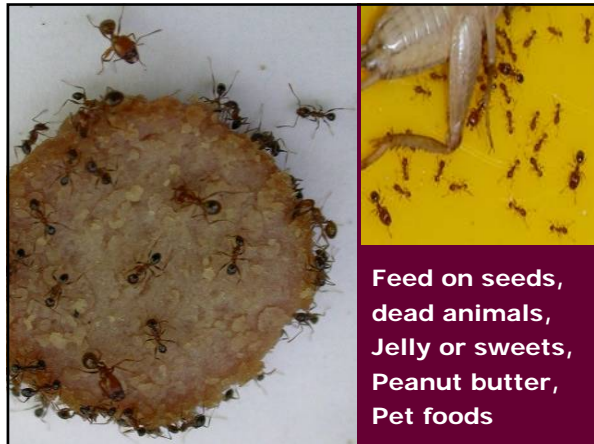 Feed on seeds,
dead animals,
Jelly or sweets,
Peanut butter,
Pet foods